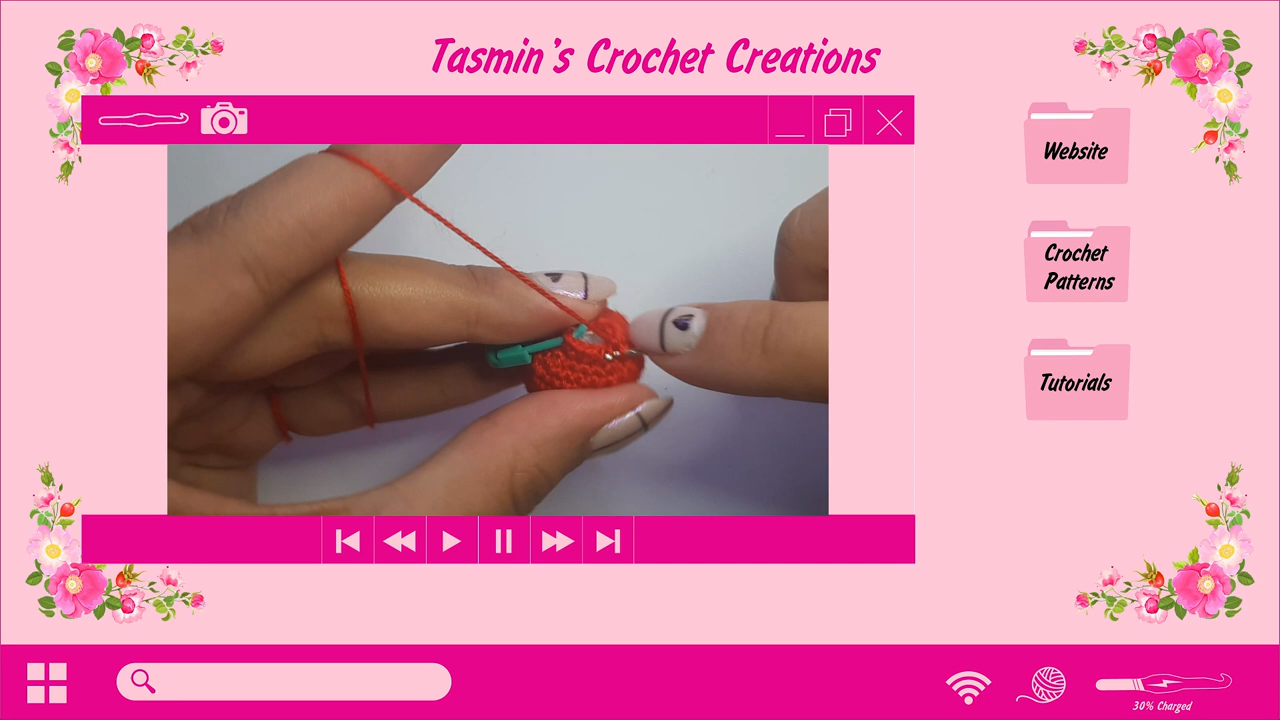 Tasmin's Crochet Creations
Website
Crochet
Patterns
Tutorials
30% Charged